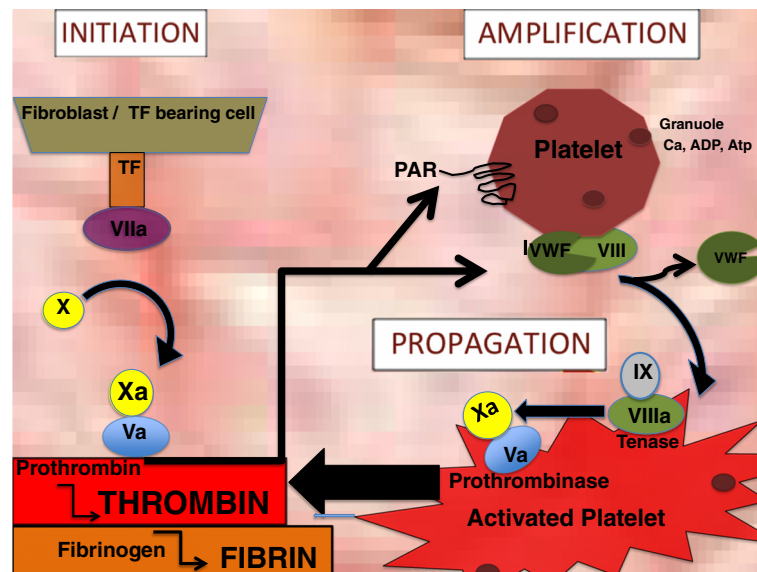 INITIATION
AMPLIFICATION
Fibroblast / TF bearing cell
TF
VIIa
X
Xa
Va
Prothrombin
THROMBIN
Fibrinogen
FIBRIN
Platelet
Granuole
Ca, ADP, Atp
PAR
IVWF
VIII
VWF
PROPAGATION
IX
VIIIa
Tenase
Xa
Va
Prothrombinase
Activated Platelet